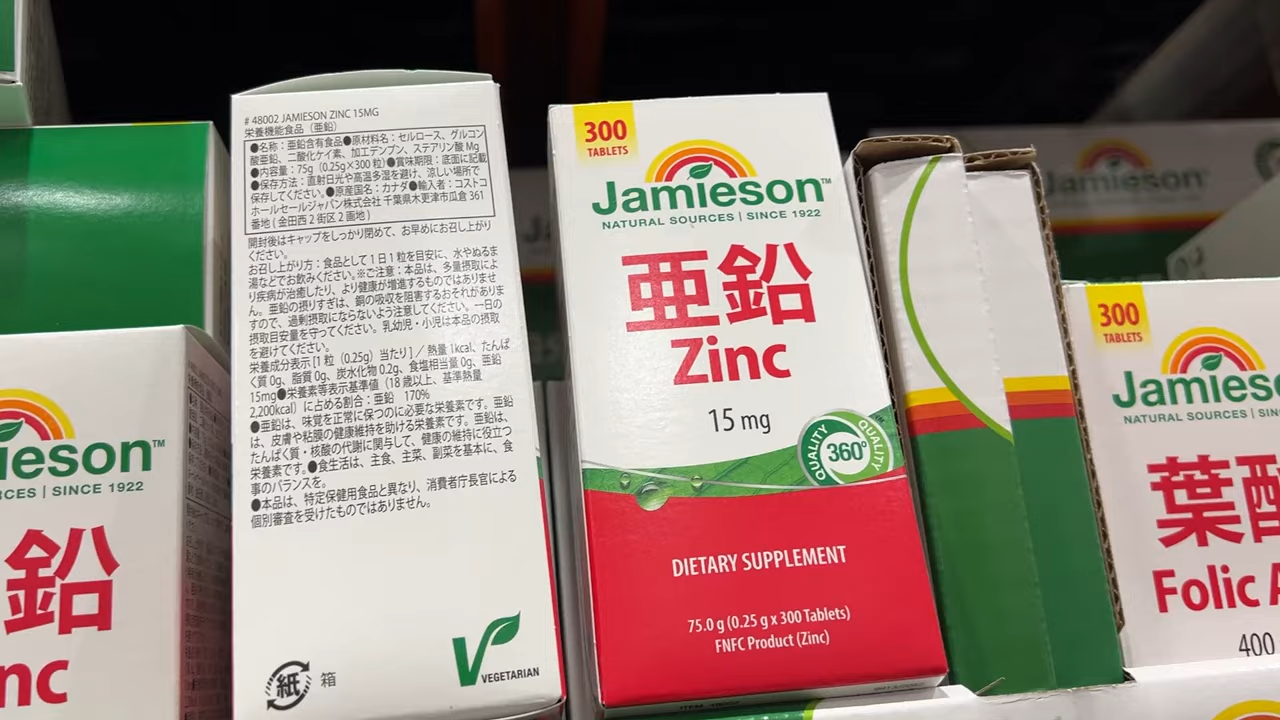 # 48002 JAMIESON ZINC 15MG
栄養機能食品（亜鉛）
●名称：亜鉛含有食品●原材料名：セルロース、グルコン
酸亜鉛、二酸化ケイ素、加工デンプン、ステアリン酸 Mg
●内容量：75g（0.25g×300 粒）●賞味期限：底面に記載
●保存方法：直射日光や高温多湿を避け、涼しい場所で
保存してください。●原産国名：カナダ●輸入者：コストコ
ホールセールジャパン株式会社 千葉県木更津市瓜倉 361
番地 ( 金田西 2 街区 2 画地 )
開封後はキャップをしっかり閉めて、お早めにお召し上がり
ください。
お召し上がり方：食品として 1 日 1 粒を目安に、水やぬるま
湯などでお飲みください。※ご注意：本品は、多量摂取によ
り疾病が治癒したり、より健康が増進するものではありませ
ん。亜鉛の摂りすぎは、銅の吸収を阻害するおそれがありま
すので、過剰摂取にならないよう注意してください。一日の
摂取目安量を守ってください。乳幼児・小児は本品の摂取
を避けてください。
栄養成分表示 [1 粒（0.25g）当たり] ／ 熱量 1kcal、たんぱ
く質 0g、脂質 0g、炭水化物 0.2g、食塩相当量 0g、亜鉛
15mg●栄養素等表示基準値（18 歳以上、基準熱量
2,200kcal）に占める割合：亜鉛 170%
●亜鉛は、味覚を正常に保つのに必要な栄養素です。亜鉛
は、皮膚や粘膜の健康維持を助ける栄養素です。亜鉛は、
たんぱく質・核酸の代謝に関与して、健康の維持に役立つ
栄養素です。●食生活は、主食、主菜、副菜を基本に、食
事のバランスを。
●本品は、特定保健用食品と異なり、消費者庁長官による
個別審査を受けたものではありません。
紙 箱
V VEGETARIAN
300
TABLETS
Jamieson™
NATURAL SOURCES | SINCE 1922
亜鉛
Zinc
15 mg
QUALITY 360° QUALITY
DIETARY SUPPLEMENT
75.0 g (0.25 g x 300 Tablets)
FNFC Product (Zinc)
ieson™
RCES | SINCE 1922
鉛
nc
300
TABLETS
Jamieso
NATURAL SOURCES | SIN
葉酸
Folic A
400
Jamieson